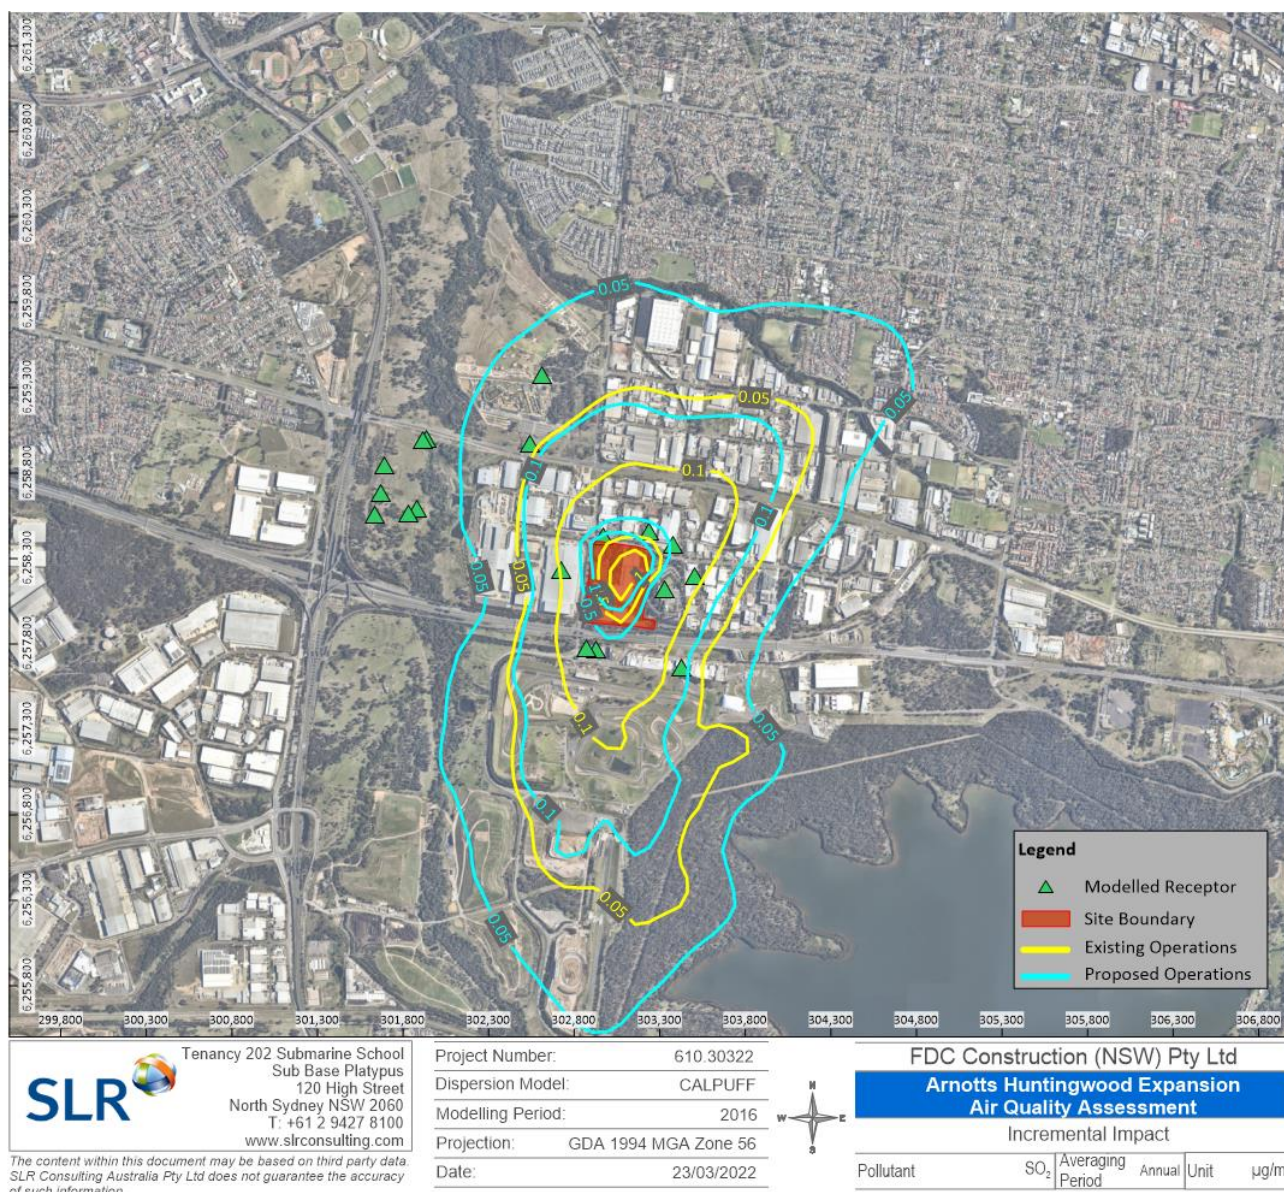 6,261,300
6,260,800
6,260,300
6,259,800
6,259,300
6,258,800
6,258,300
6,257,800
6,257,300
6,256,800
6,256,300
6,255,800
0.05
0.05
0.05
0.1
0.1
0.1
0.05
0.05
1
1.5
0.5
0.05
0.1
0.1
0.05
0.05
Legend
Modelled Receptor
Site Boundary
Existing Operations
Proposed Operations
299,800 300,300 300,800 301,300 301,800 302,300 302,800 303,300 303,800 304,300 304,800 305,300 305,800 306,300 306,800
SLR
Tenancy 202 Submarine School
Sub Base Platypus
120 High Street
North Sydney NSW 2060
T: +61 2 9427 8100
www.slrconsulting.com
The content within this document may be based on third party data.
SLR Consulting Australia Pty Ltd does not guarantee the accuracy
of such information
Project Number: 610.30322
Dispersion Model: CALPUFF
Modelling Period: 2016
Projection: GDA 1994 MGA Zone 56
Date: 23/03/2022
N
W E
S
FDC Construction (NSW) Pty Ltd
Arnotts Huntingwood Expansion
Air Quality Assessment
Incremental Impact
Pollutant SO₂ Averaging Period Annual Unit µg/m